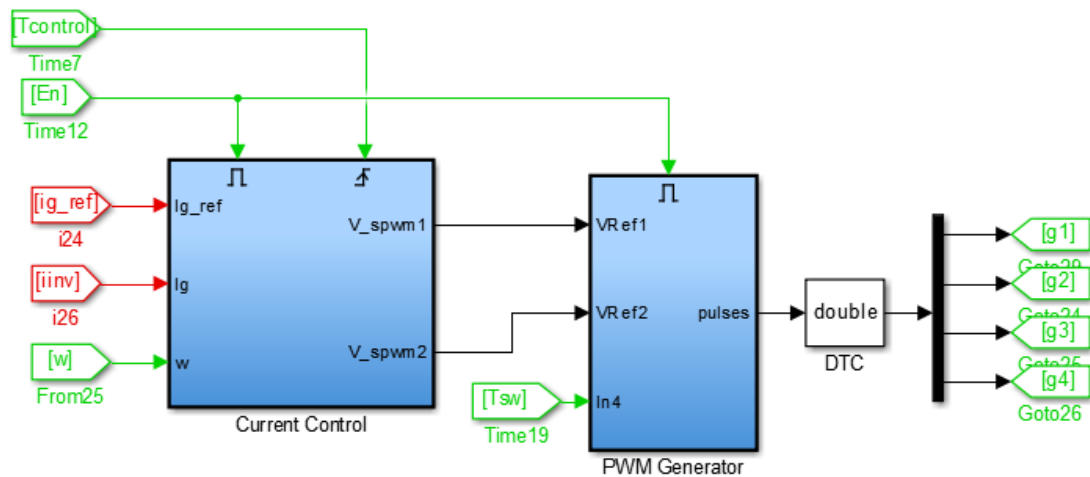 [Tcontrol]
Time7
[En]
Time12
[ig_ref]
i24
[iinv]
i26
[w]
From25
Ig_ref
Ig
w
V_spwm1
V_spwm2
Current Control
[Tsw]
Time19
VRef1
VRef2
In4
pulses
PWM Generator
double
DTC
[g1]
[g2]
[g3]
[g4]
Goto26